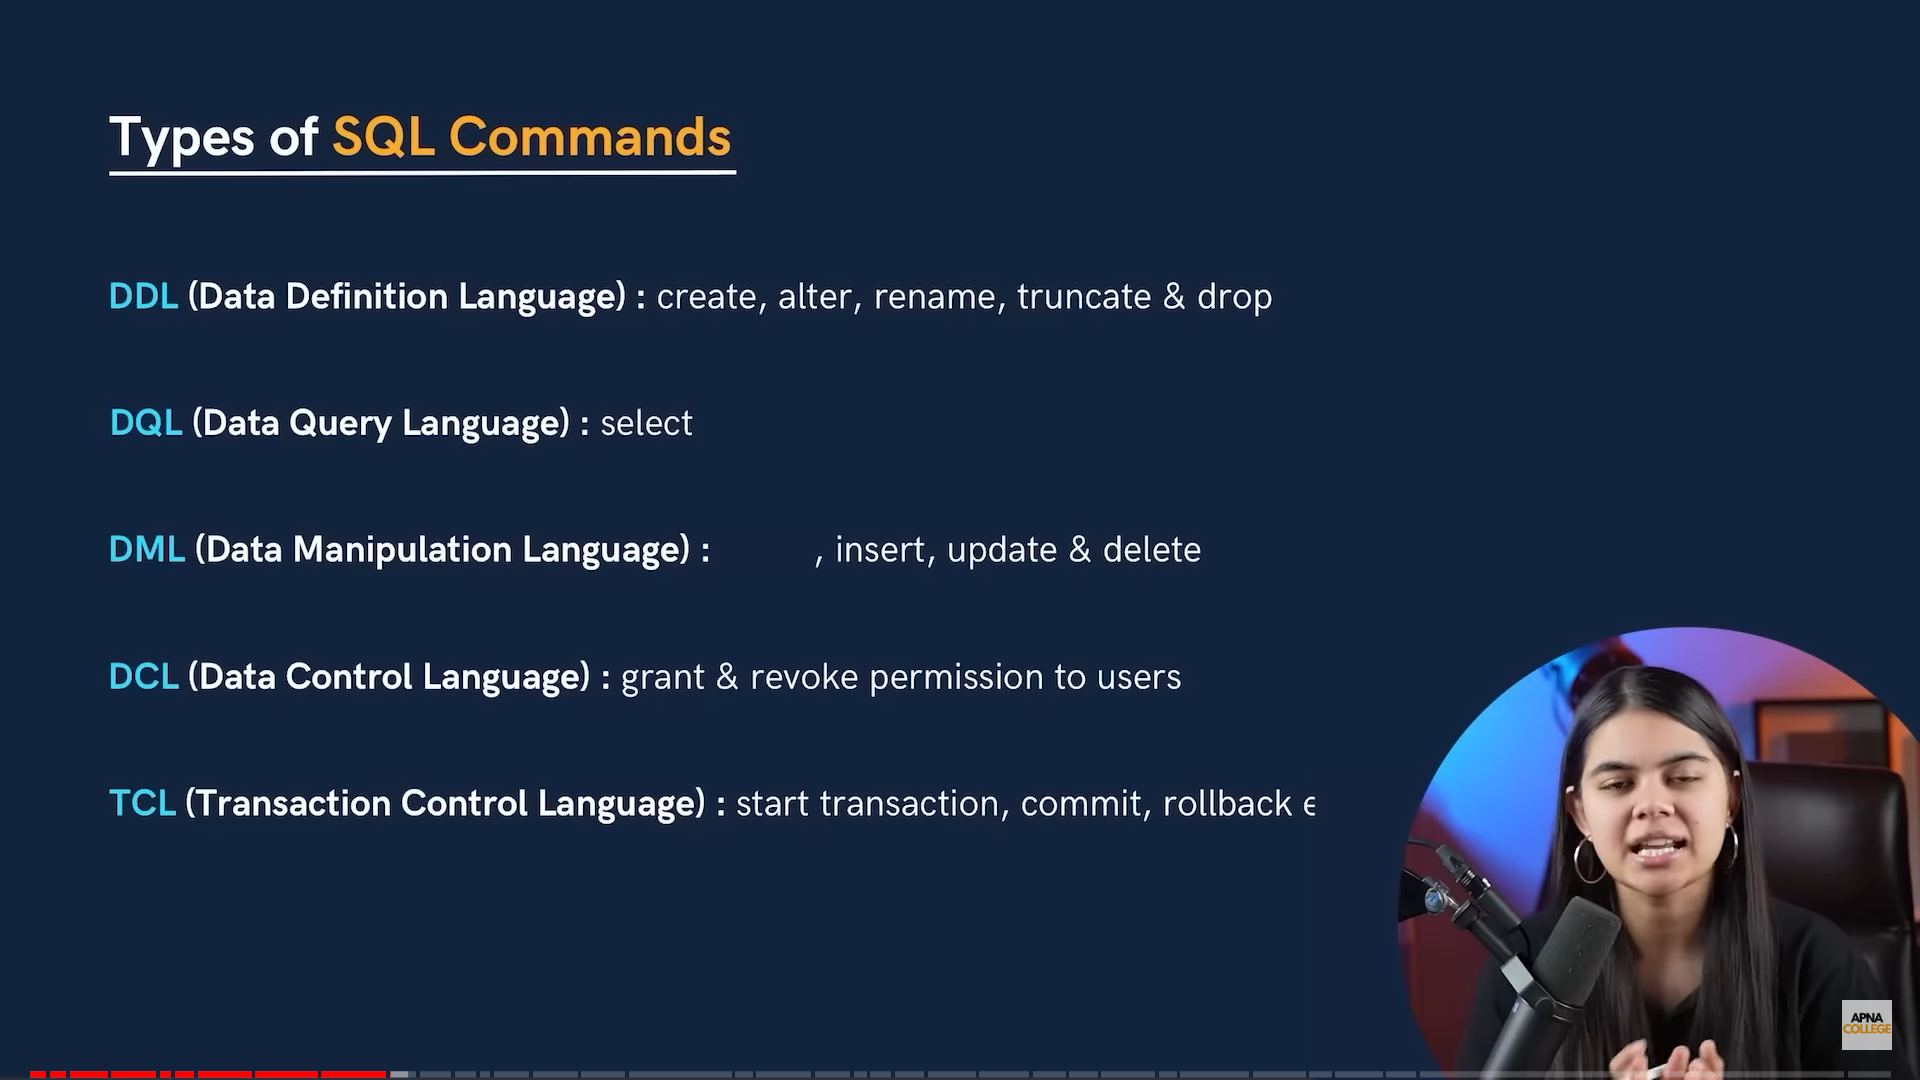 Types of SQL Commands
DDL (Data Definition Language) : create, alter, rename, truncate & drop
DQL (Data Query Language) : select
DML (Data Manipulation Language) : , insert, update & delete
DCL (Data Control Language) : grant & revoke permission to users
TCL (Transaction Control Language) : start transaction, commit, rollback
APNA
COLLEGE